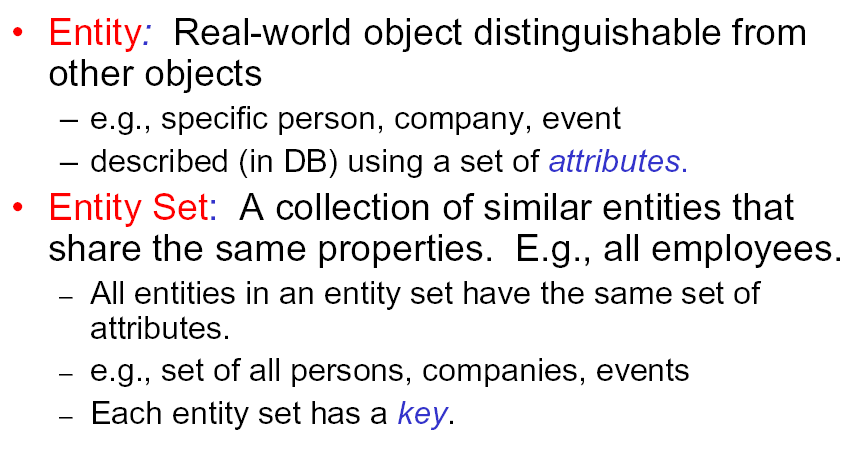 • Entity: Real-world object distinguishable from
other objects
– e.g., specific person, company, event
– described (in DB) using a set of attributes.
• Entity Set: A collection of similar entities that
share the same properties. E.g., all employees.
– All entities in an entity set have the same set of
attributes.
– e.g., set of all persons, companies, events
– Each entity set has a key.